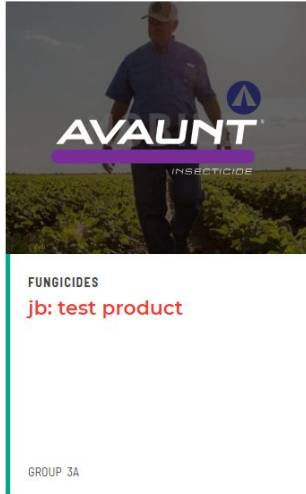 AVAUNT®
INSECTICIDE
FUNGICIDES
jb: test product
GROUP 3A